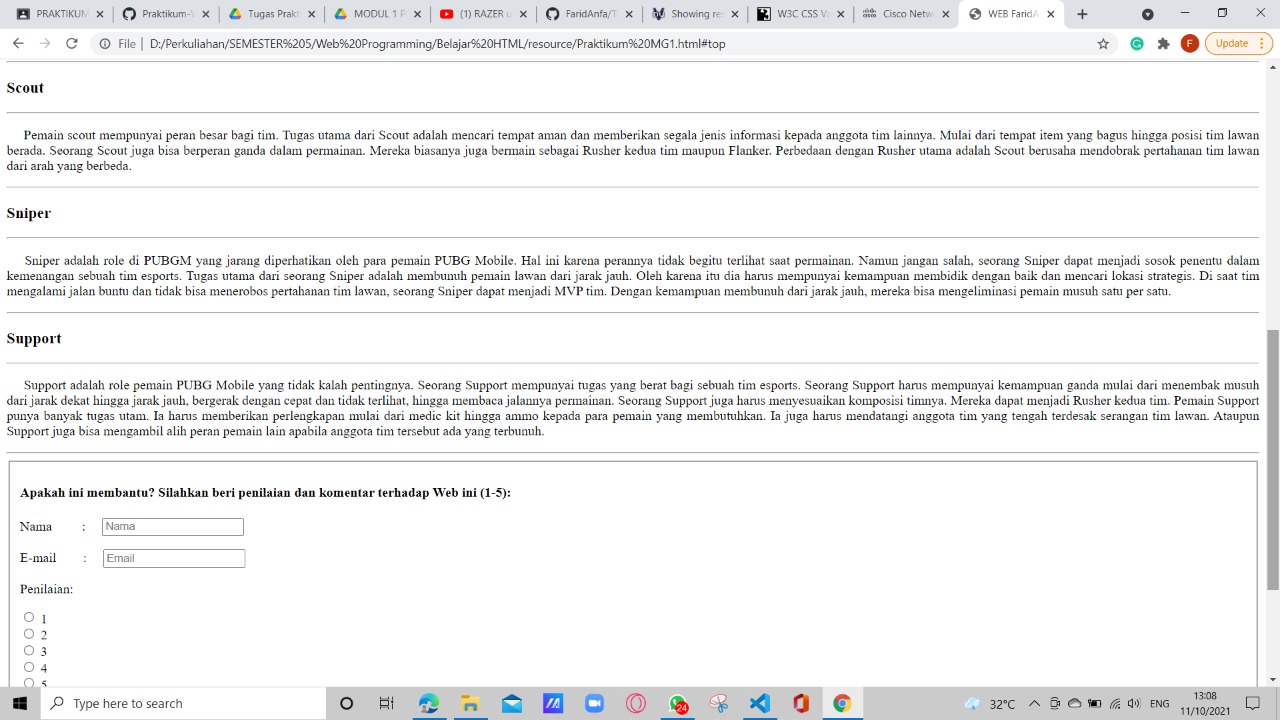 PRAKTIKUM
Praktikum-
Tugas Prakt
MODUL 1 P
(1) RAZER u
FaridAnfa/T
Showing res
W3C CSS Va
Cisco Netw
WEB FaridA
File | D:/Perkuliahan/SEMESTER%205/Web%20Programming/Belajar%20HTML/resource/Praktikum%20MG1.html#top
F
Update
Scout
Pemain scout mempunyai peran besar bagi tim. Tugas utama dari Scout adalah mencari tempat aman dan memberikan segala jenis informasi kepada anggota tim lainnya. Mulai dari tempat item yang bagus hingga posisi tim lawan
berada. Seorang Scout juga bisa berperan ganda dalam permainan. Mereka biasanya juga bermain sebagai Rusher kedua tim maupun Flanker. Perbedaan dengan Rusher utama adalah Scout berusaha mendobrak pertahanan tim lawan
dari arah yang berbeda.
Sniper
Sniper adalah role di PUBGM yang jarang diperhatikan oleh para pemain PUBG Mobile. Hal ini karena perannya tidak begitu terlihat saat permainan. Namun jangan salah, seorang Sniper dapat menjadi sosok penentu dalam
kemenangan sebuah tim esports. Tugas utama dari seorang Sniper adalah membunuh pemain lawan dari jarak jauh. Oleh karena itu dia harus mempunyai kemampuan membidik dengan baik dan mencari lokasi strategis. Di saat tim
mengalami jalan buntu dan tidak bisa menerobos pertahanan tim lawan, seorang Sniper dapat menjadi MVP tim. Dengan kemampuan membunuh dari jarak jauh, mereka bisa mengeliminasi pemain musuh satu per satu.
Support
Support adalah role pemain PUBG Mobile yang tidak kalah pentingnya. Seorang Support mempunyai tugas yang berat bagi sebuah tim esports. Seorang Support harus mempunyai kemampuan ganda mulai dari menembak musuh
dari jarak dekat hingga jarak jauh, bergerak dengan cepat dan tidak terlihat, hingga membaca jalannya permainan. Seorang Support juga harus menyesuaikan komposisi timnya. Mereka dapat menjadi Rusher kedua tim. Pemain Support
punya banyak tugas utam. Ia harus memberikan perlengkapan mulai dari medic kit hingga ammo kepada para pemain yang membutuhkan. Ia juga harus mendatangi anggota tim yang tengah terdesak serangan tim lawan. Ataupun
Support juga bisa mengambil alih peran pemain lain apabila anggota tim tersebut ada yang terbunuh.
Apakah ini membantu? Silahkan beri penilaian dan komentar terhadap Web ini (1-5):
Nama : Nama
E-mail : Email
Penilaian:
1
2
3
4
5
Type here to search
24
32°C
ENG
13:08
11/10/2021